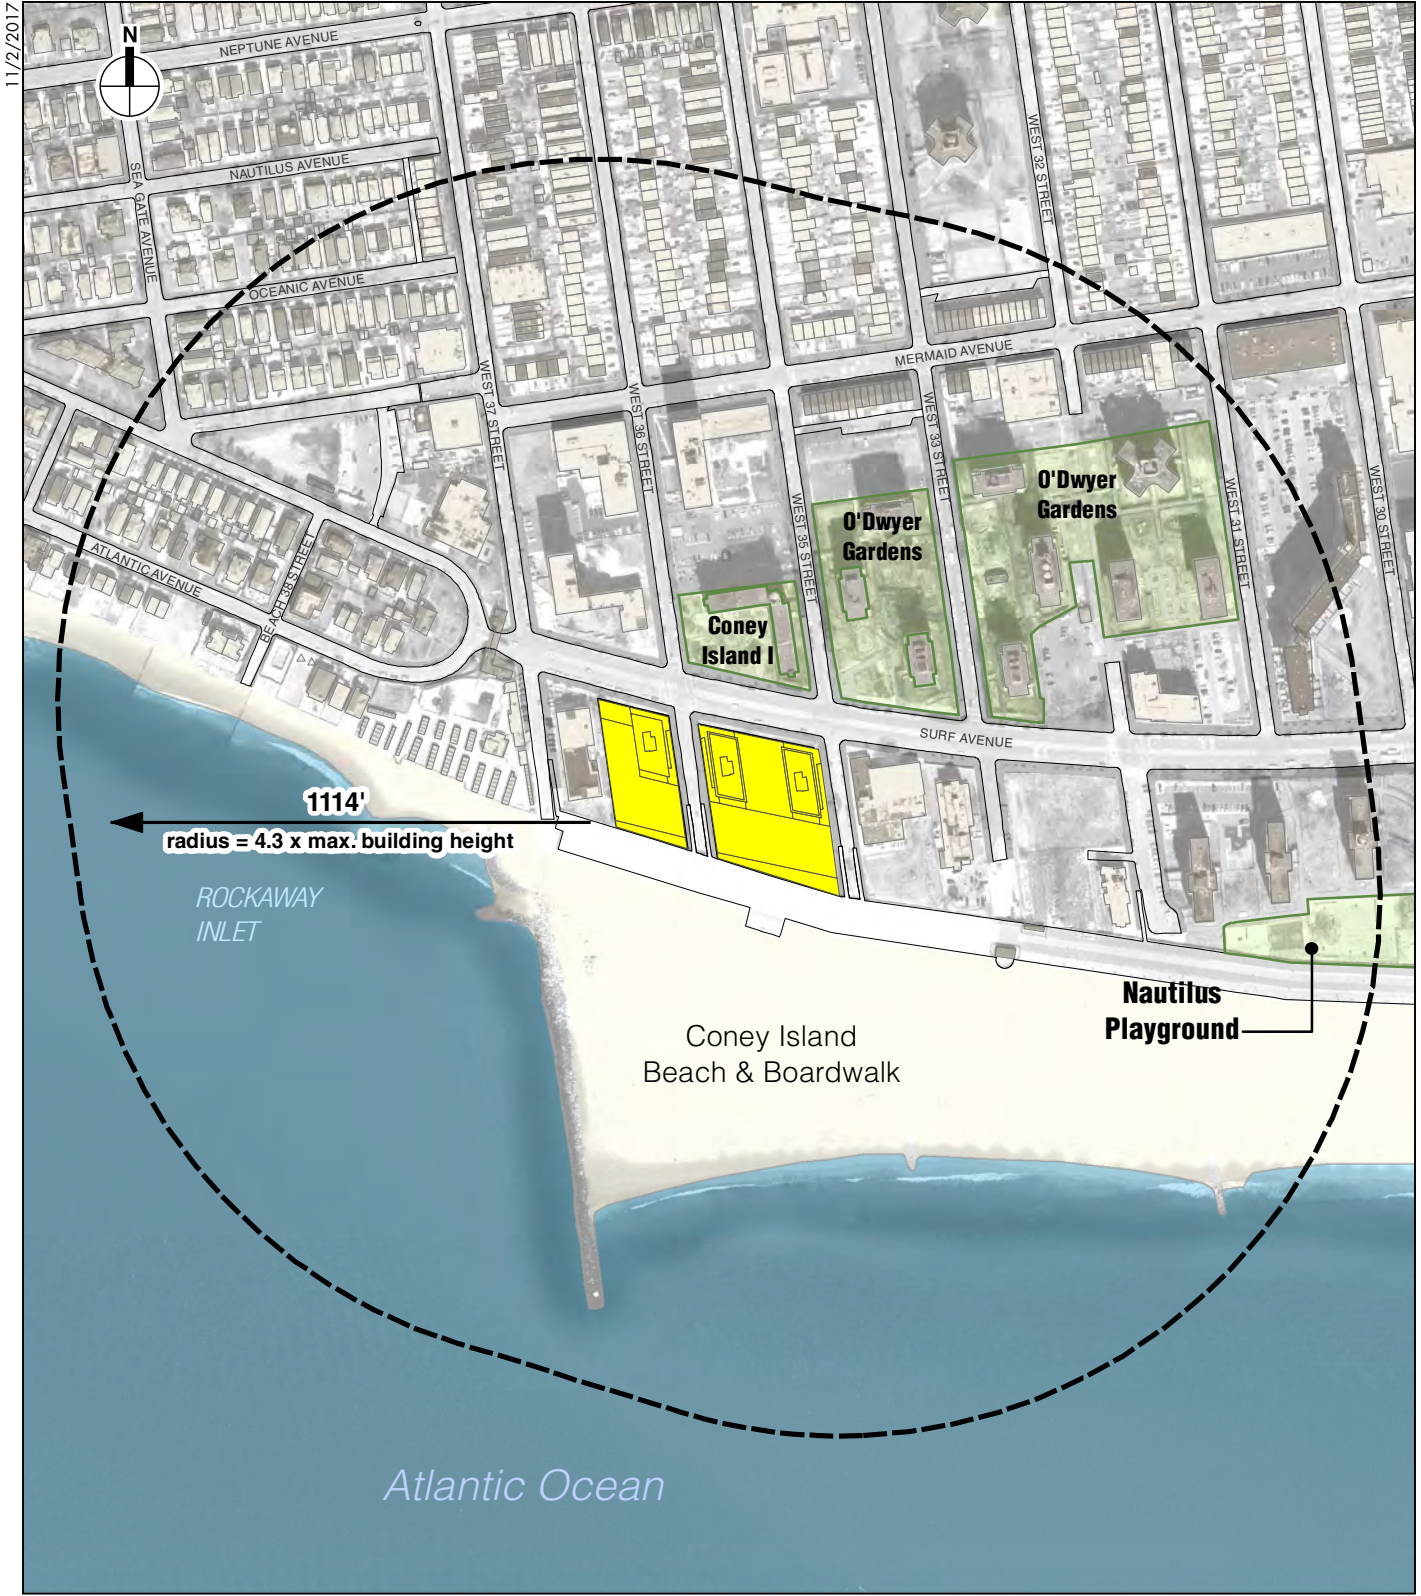 11/2/2017
N
NEPTUNE AVENUE
NAUTILUS AVENUE
SEA GATE AVENUE
OCEANIC AVENUE
WEST 32 STREET
MERMAID AVENUE
WEST 37 STREET
WEST 36 STREET
WEST 33 STREET
WEST 35 STREET
WEST 31 STREET
WEST 30 STREET
O'Dwyer
Gardens
O'Dwyer
Gardens
ATLANTIC AVENUE
BEACH 38 STREET
Coney
Island I
SURF AVENUE
1114'
radius = 4.3 x max. building height
ROCKAWAY
INLET
Nautilus
Playground
Coney Island
Beach & Boardwalk
Atlantic Ocean